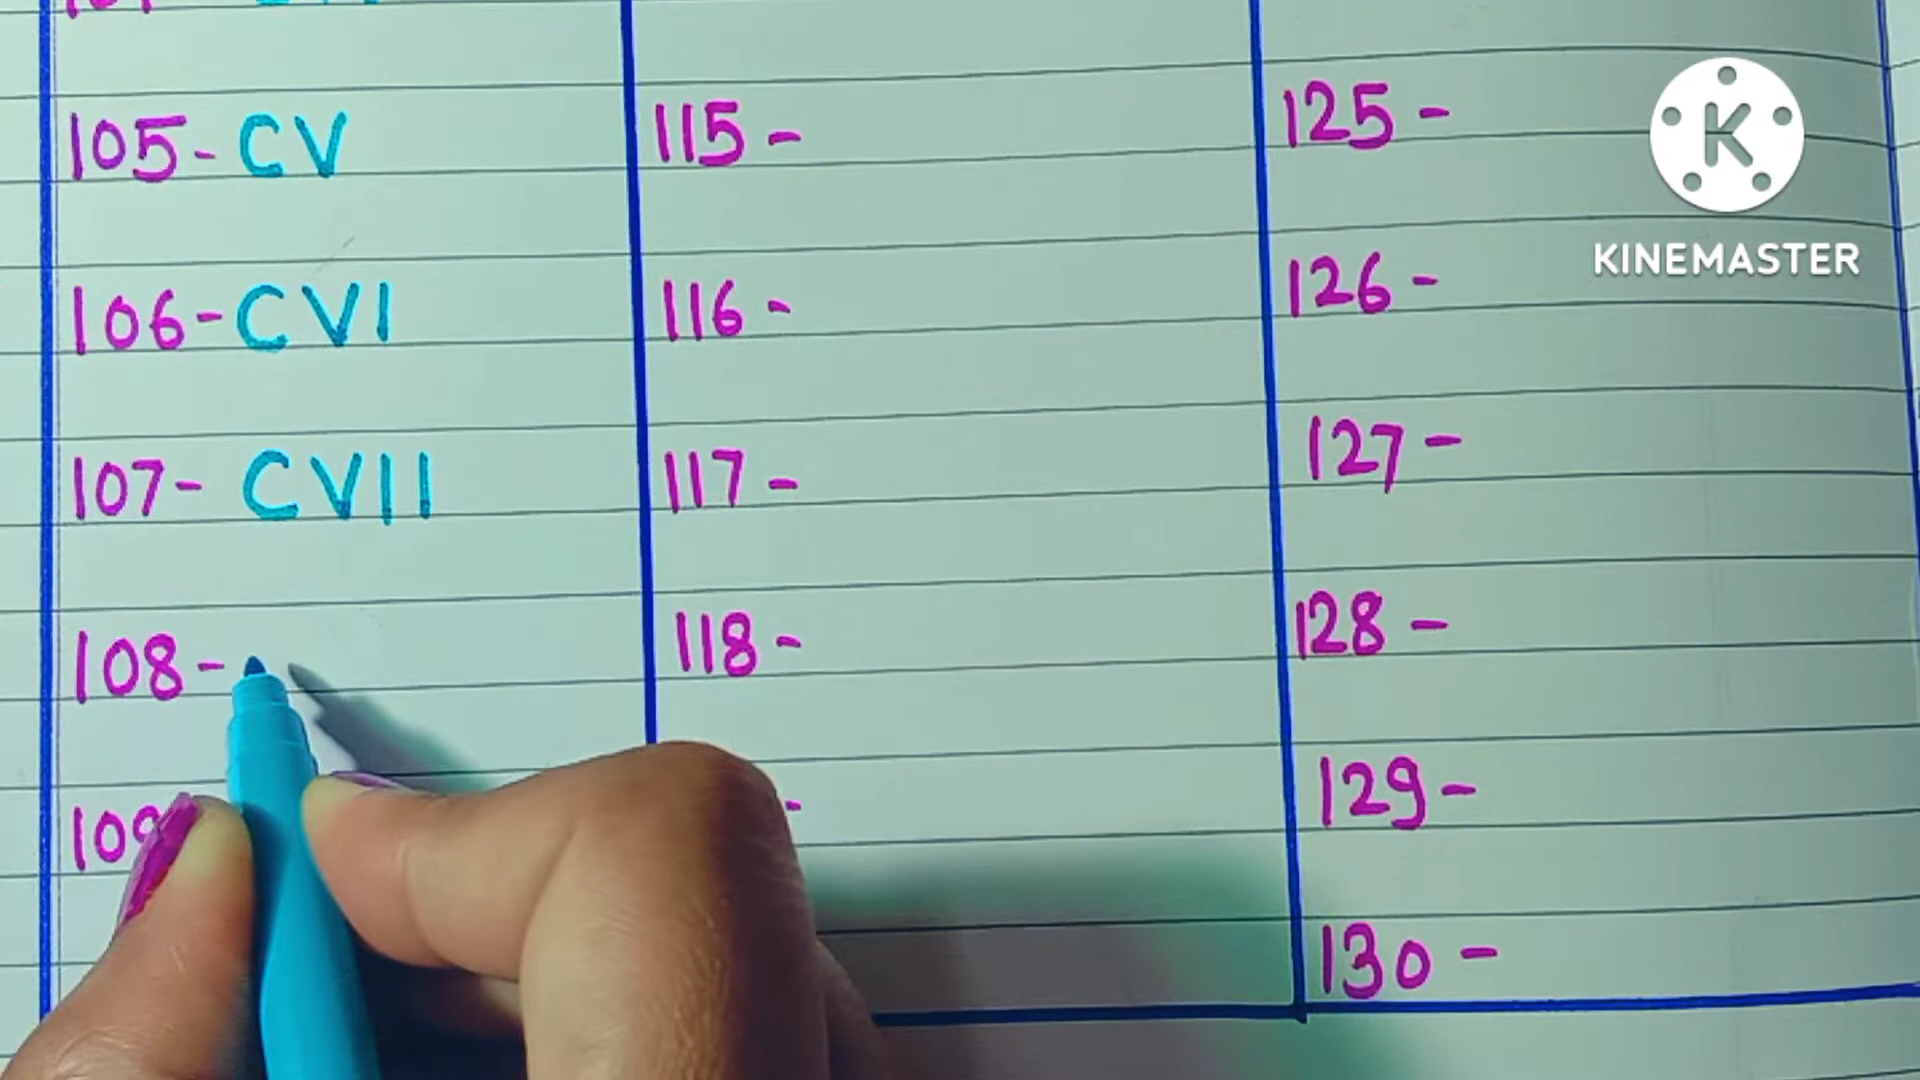 105- CV
106- CVI
107- CVII
108-
115-
116-
117-
118-
125-
126-
127-
128-
129-
130-
K
KINEMASTER